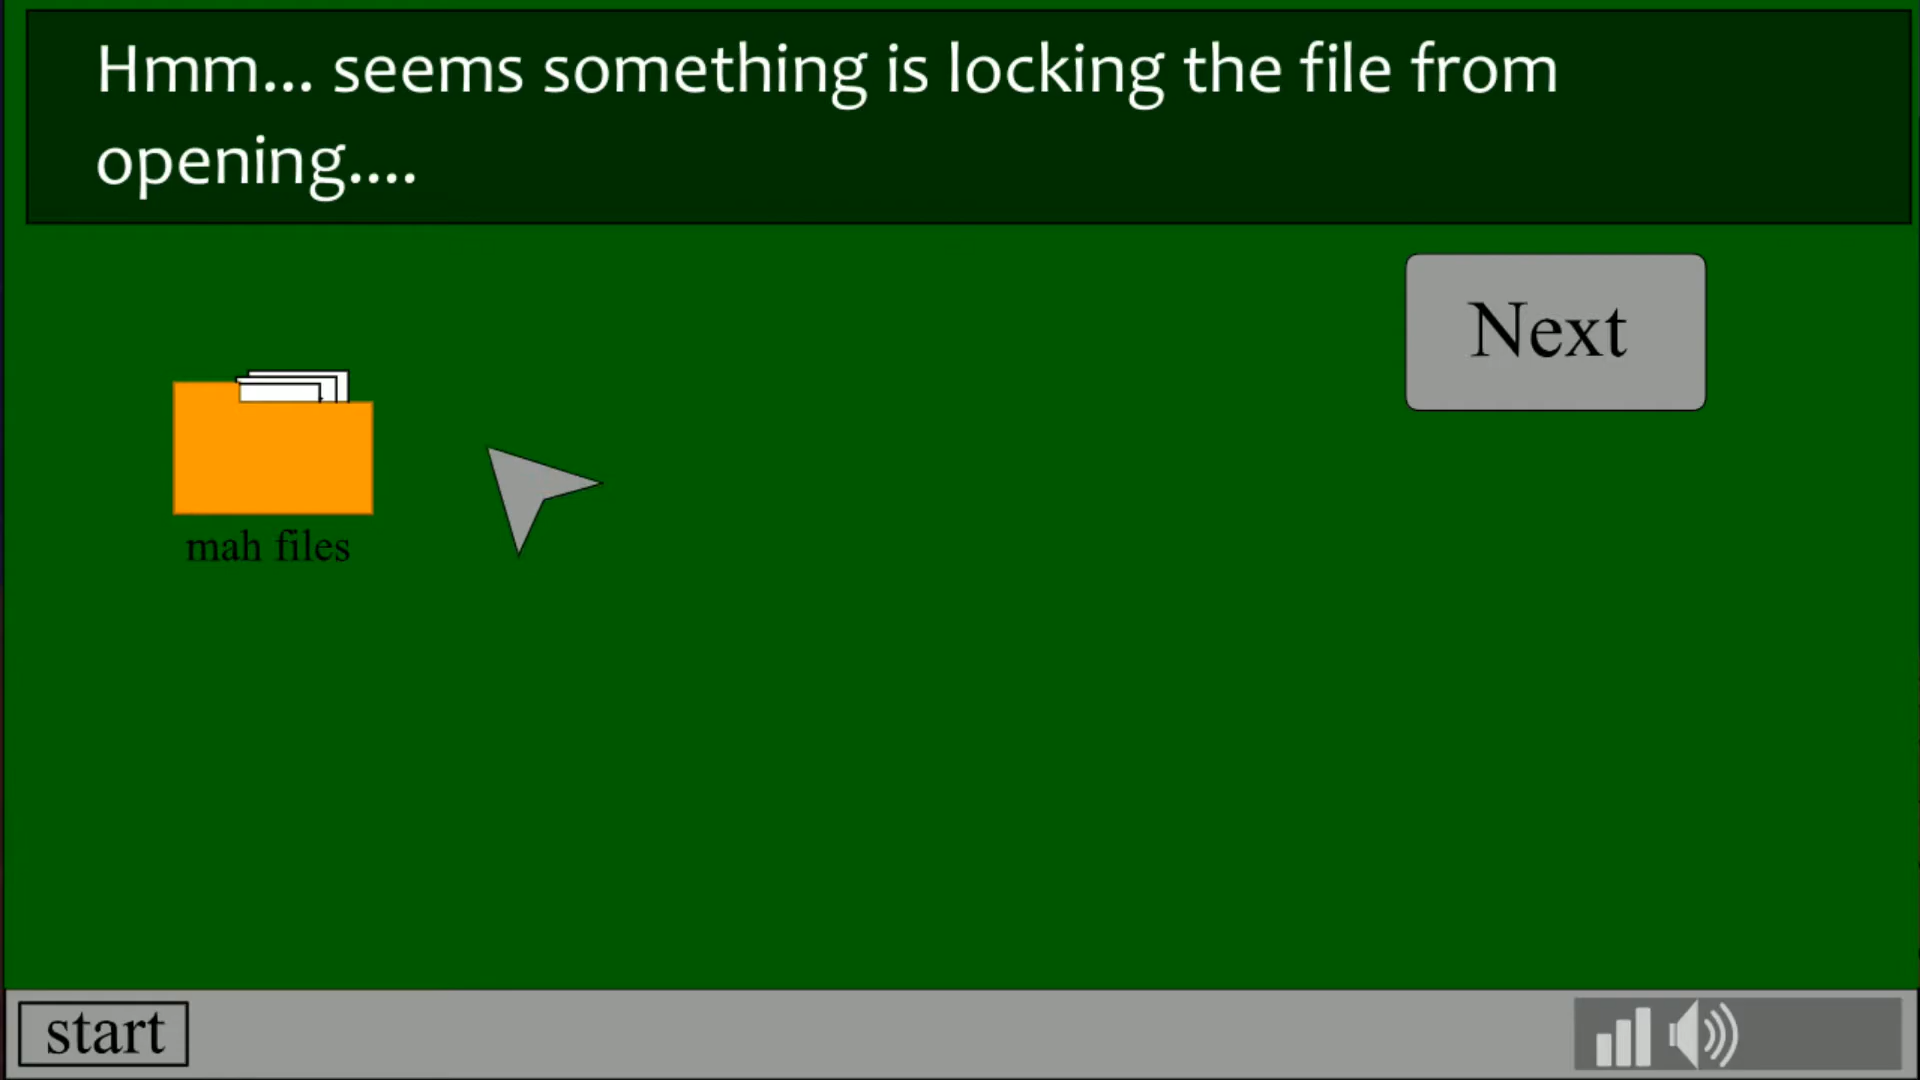 Hmm... seems something is locking the file from
opening....
Next
mah files
start